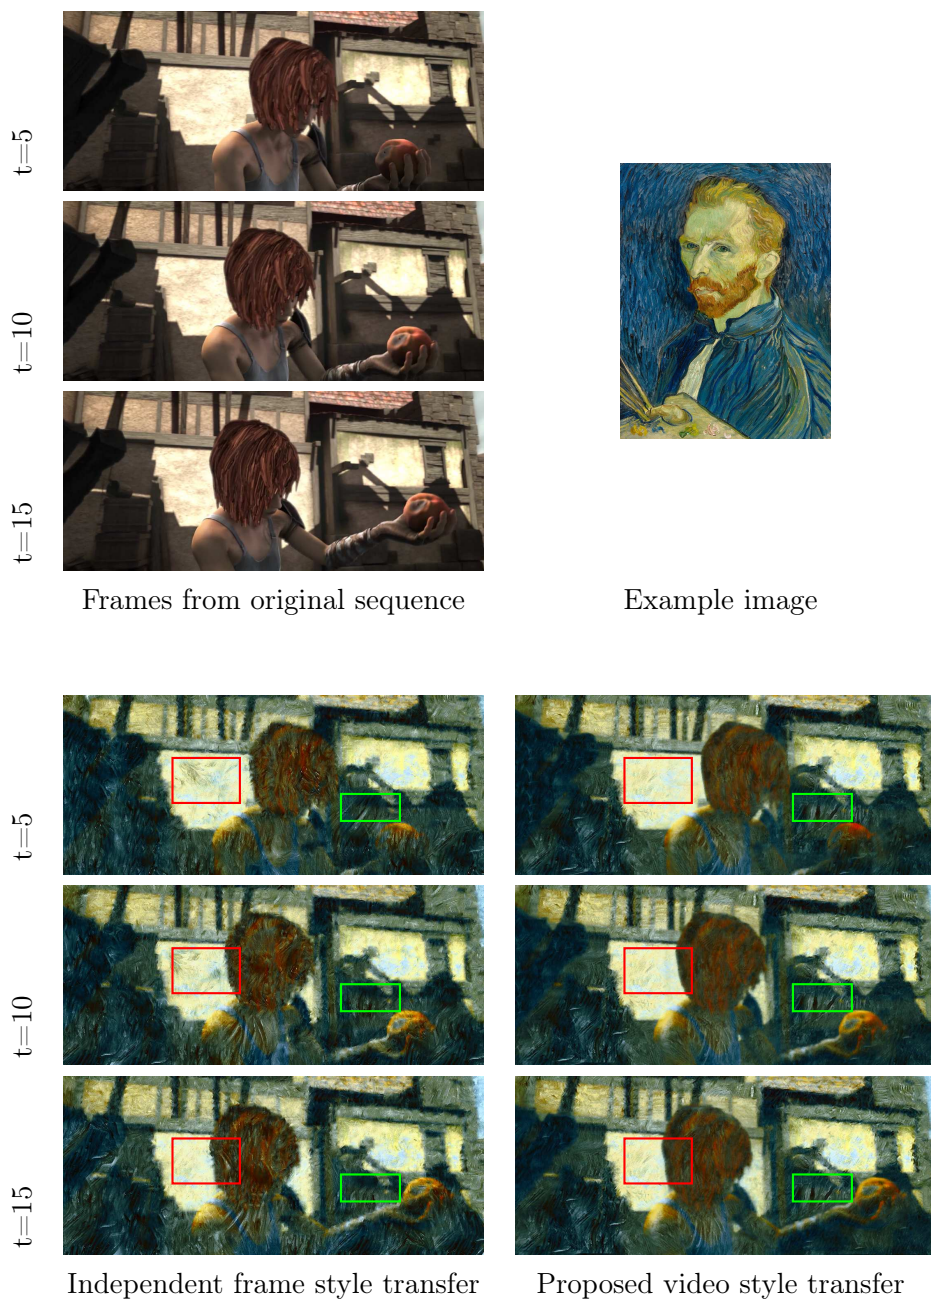 t=5
t=10
t=15
Frames from original sequence
Example image
t=5
t=10
t=15
Independent frame style transfer
Proposed video style transfer